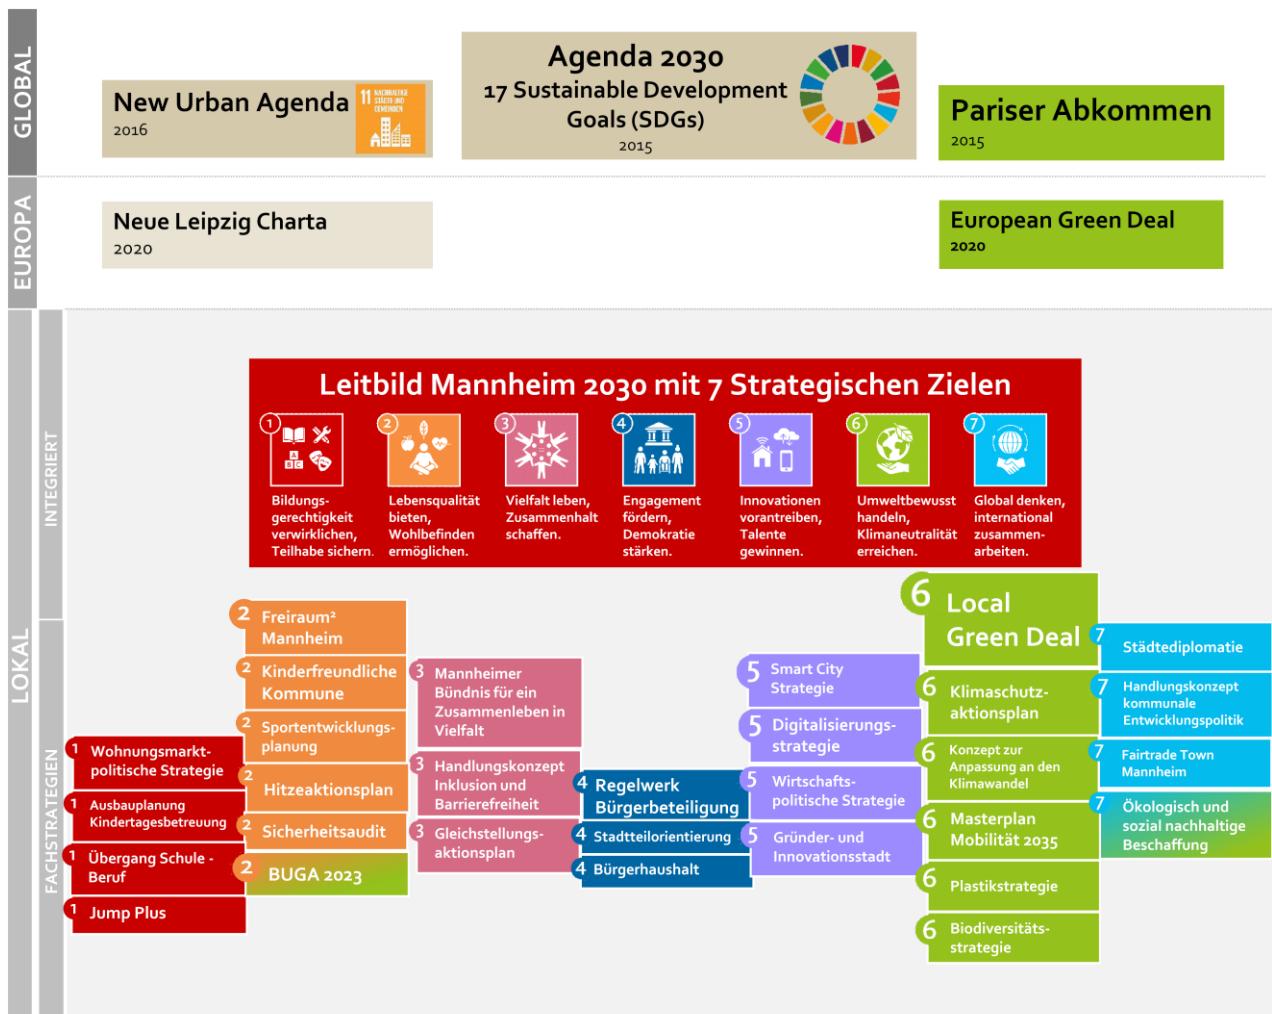 GLOBAL
New Urban Agenda
2016
11 NACHHALTIGE
STÄDTE UND
GEMEINDEN
Agenda 2030
17 Sustainable Development
Goals (SDGs)
2015
Pariser Abkommen
2015
EUROPA
Neue Leipzig Charta
2020
European Green Deal
2020
LOKAL
INTEGRIERT
Leitbild Mannheim 2030 mit 7 Strategischen Zielen
1
A
B C
Bildungs-
gerechtigkeit
verwirklichen,
Teilhabe sichern.
2
Lebensqualität
bieten,
Wohlbefinden
ermöglichen.
3
Vielfalt leben,
Zusammenhalt
schaffen.
4
Engagement
fördern,
Demokratie
stärken.
5
Innovationen
vorantreiben,
Talente
gewinnen.
6
Umweltbewusst
handeln,
Klimaneutralität
erreichen.
7
Global denken,
international
zusammen-
arbeiten.
FACHSTRATEGIEN
1 Wohnungsmarkt-
politische Strategie
1 Ausbauplanung
Kindertagesbetreuung
1 Übergang Schule -
Beruf
1 Jump Plus
2 Freiraum²
Mannheim
2 Kinderfreundliche
Kommune
2 Sportentwicklungs-
planung
2 Hitzeaktionsplan
2 Sicherheitsaudit
2 BUGA 2023
3 Mannheimer
Bündnis für ein
Zusammenleben in
Vielfalt
3 Handlungskonzept
Inklusion und
Barrierefreiheit
3 Gleichstellungs-
aktionsplan
4 Regelwerk
Bürgerbeteiligung
4 Stadtteilorientierung
4 Bürgerhaushalt
5 Smart City
Strategie
5 Digitalisierungs-
strategie
5 Wirtschafts-
politische Strategie
5 Gründer- und
Innovationsstadt
6 Local
Green Deal
6 Klimaschutz-
aktionsplan
6 Konzept zur
Anpassung an den
Klimawandel
6 Masterplan
Mobilität 2035
6 Plastikstrategie
6 Biodiversitäts-
strategie
7 Städtediplomatie
7 Handlungskonzept
kommunale
Entwicklungspolitik
7 Fairtrade Town
Mannheim
7 Ökologisch und
sozial nachhaltige
Beschaffung